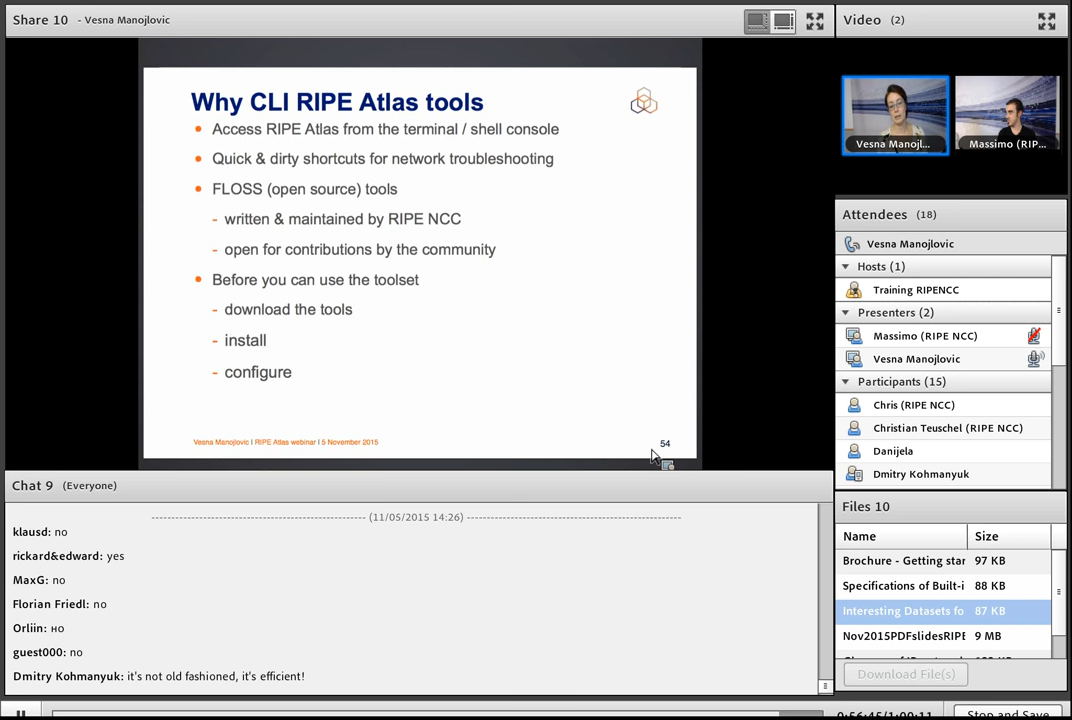 Share 10 - Vesna Manojlovic
Why CLI RIPE Atlas tools
• Access RIPE Atlas from the terminal / shell console
• Quick & dirty shortcuts for network troubleshooting
• FLOSS (open source) tools
- written & maintained by RIPE NCC
- open for contributions by the community
• Before you can use the toolset
- download the tools
- install
- configure
Vesna Manojlovic I RIPE Atlas webinar I 5 November 2015
54
Video (2)
Vesna Manojl...
Massimo (RIP...
Attendees (18)
Vesna Manojlovic
Hosts (1)
Training RIPENCC
Presenters (2)
Massimo (RIPE NCC)
Vesna Manojlovic
Participants (15)
Chris (RIPE NCC)
Christian Teuschel (RIPE NCC)
Danijela
Dmitry Kohmanyuk
Chat 9 (Everyone)
(11/05/2015 14:26)
klausd: no
rickard&edward: yes
MaxG: no
Florian Friedl: no
Orliin: но
guest000: no
Dmitry Kohmanyuk: it's not old fashioned, it's efficient!
Files 10
Name Size
Brochure - Getting star 97 KB
Specifications of Built-i 88 KB
Interesting Datasets fo 87 KB
Nov2015PDFslidesRIPE 9 MB
Download File(s)
0:56:45/1:00:11
Stop and Save